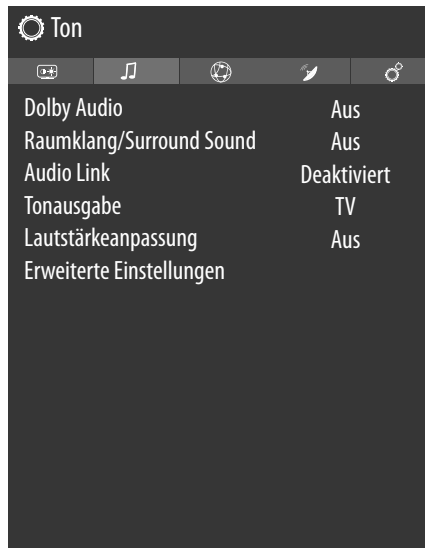 Ton
Dolby Audio Aus
Raumklang/Surround Sound Aus
Audio Link Deaktiviert
Tonausgabe TV
Lautstärkeanpassung Aus
Erweiterte Einstellungen